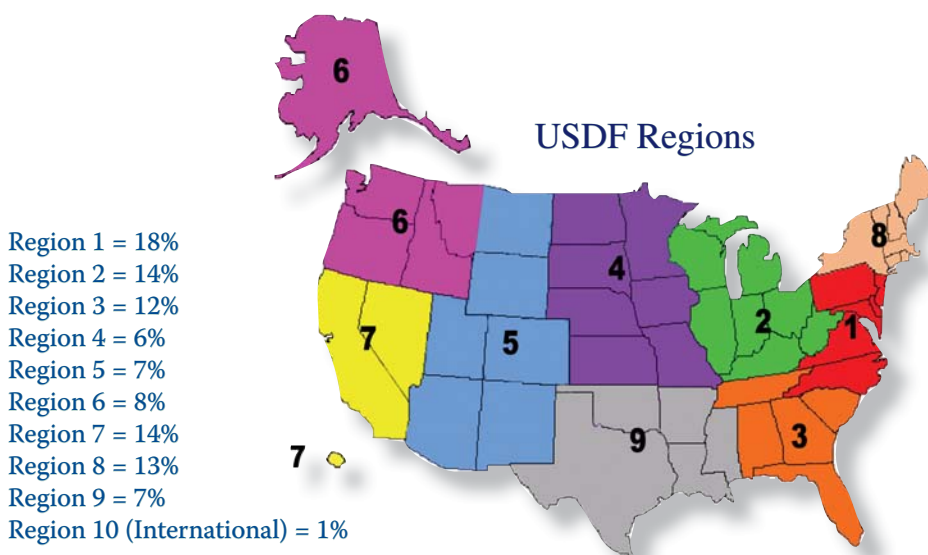 6
USDF Regions
6
8
Region 1 = 18%
Region 2 = 14%
Region 3 = 12%
Region 4 = 6%
Region 5 = 7%
Region 6 = 8%
Region 7 = 14%
Region 8 = 13%
Region 9 = 7%
Region 10 (International) = 1%
4
7
5
2
1
9
3
7